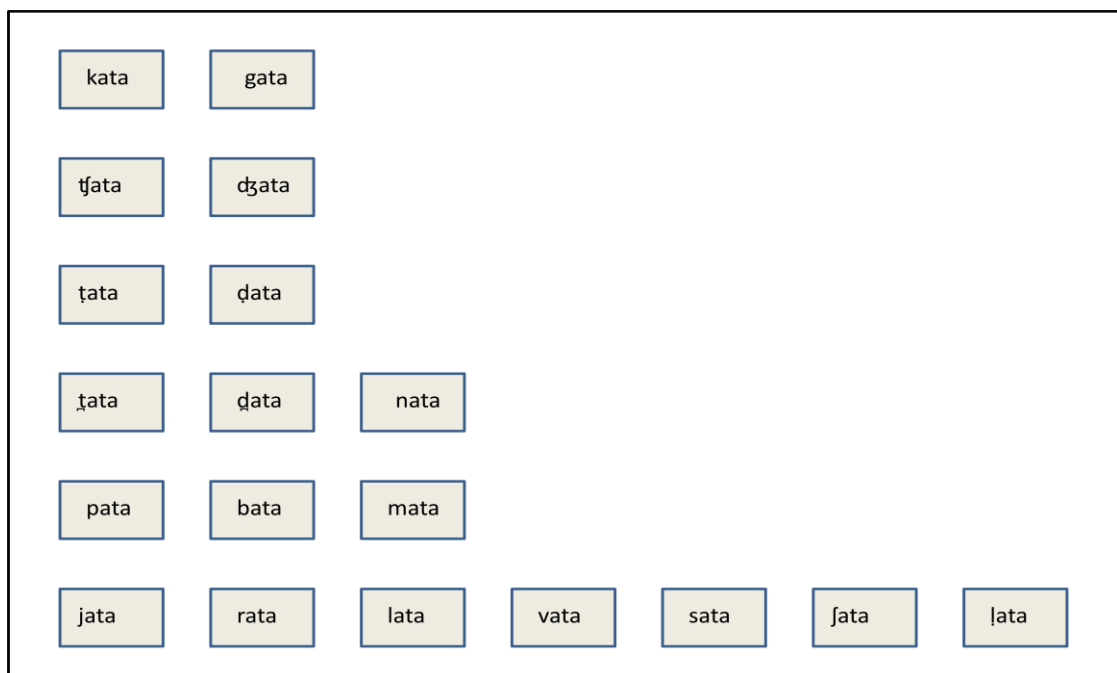 kata gata
ʧata ʤata
ṭata ḍata
t̪ata d̪ata nata
pata bata mata
jata rata lata vata sata ʃata ḷata